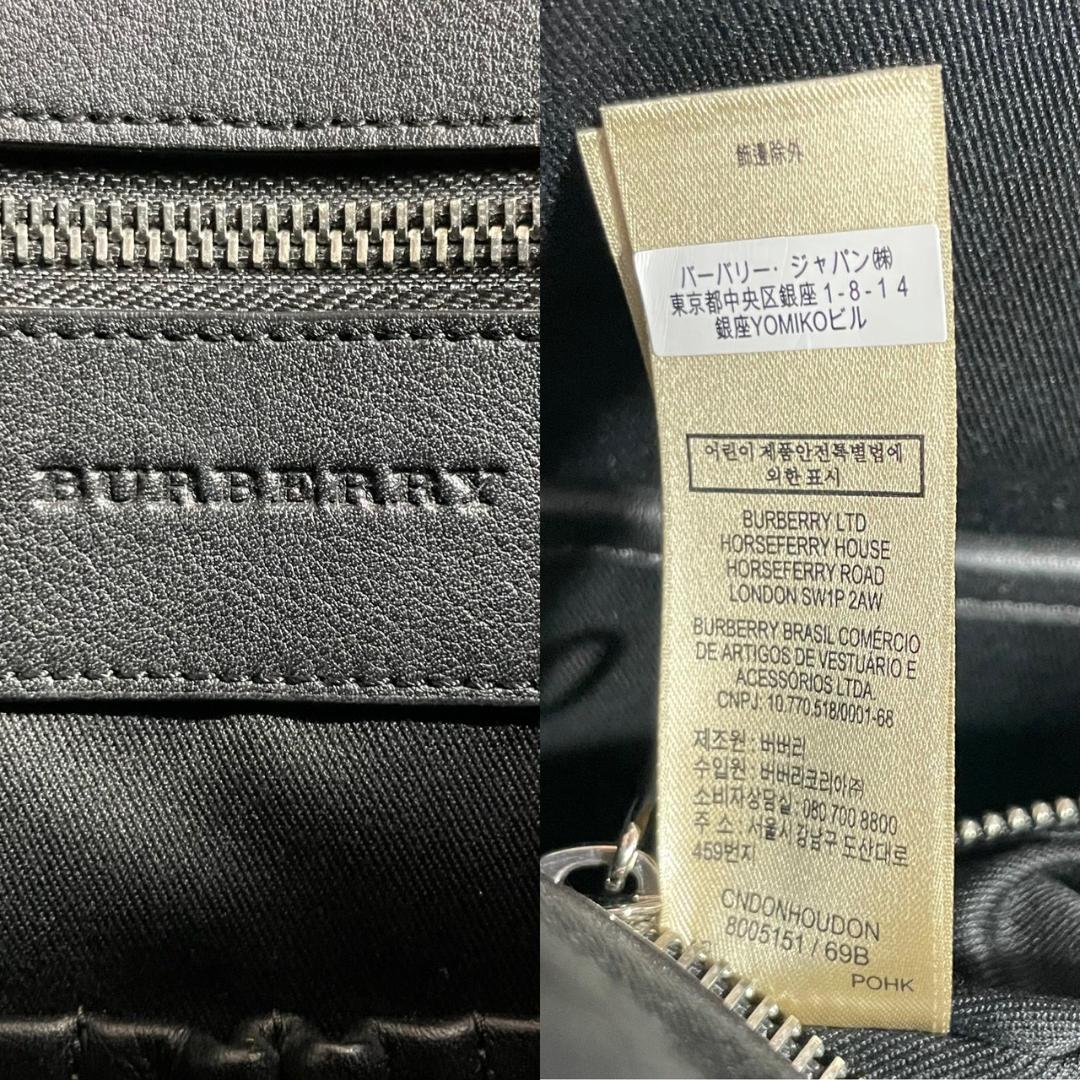 BURBERRY
飾邊除外
バーバリー・ジャパン㈱
東京都中央区銀座1-8-14
銀座YOMIKOビル
어린이제품안전특별법에
의한 표시
BURBERRY LTD
HORSEFERRY HOUSE
HORSEFERRY ROAD
LONDON SW1P 2AW
BURBERRY BRASIL COMÉRCIO
DE ARTIGOS DE VESTUÁRIO E
ACESSÓRIOS LTDA.
CNPJ: 10.770.518/0001-68
제조원 : 버버리
수입원 : 버버리코리아㈜
소비자상담실: 080 700 8800
주 소 : 서울시 강남구 도산대로
459번지
CNDONHOUDON
8005151 / 69B
POHK